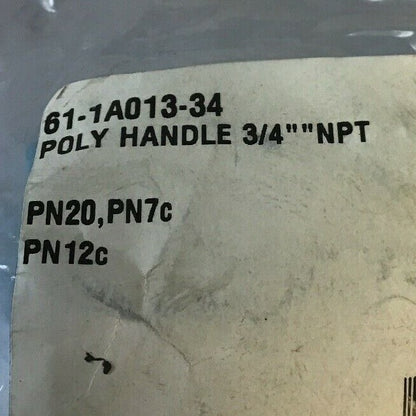 61-1A013-34
POLY HANDLE 3/4""NPT
PN20,PN7c
PN12c